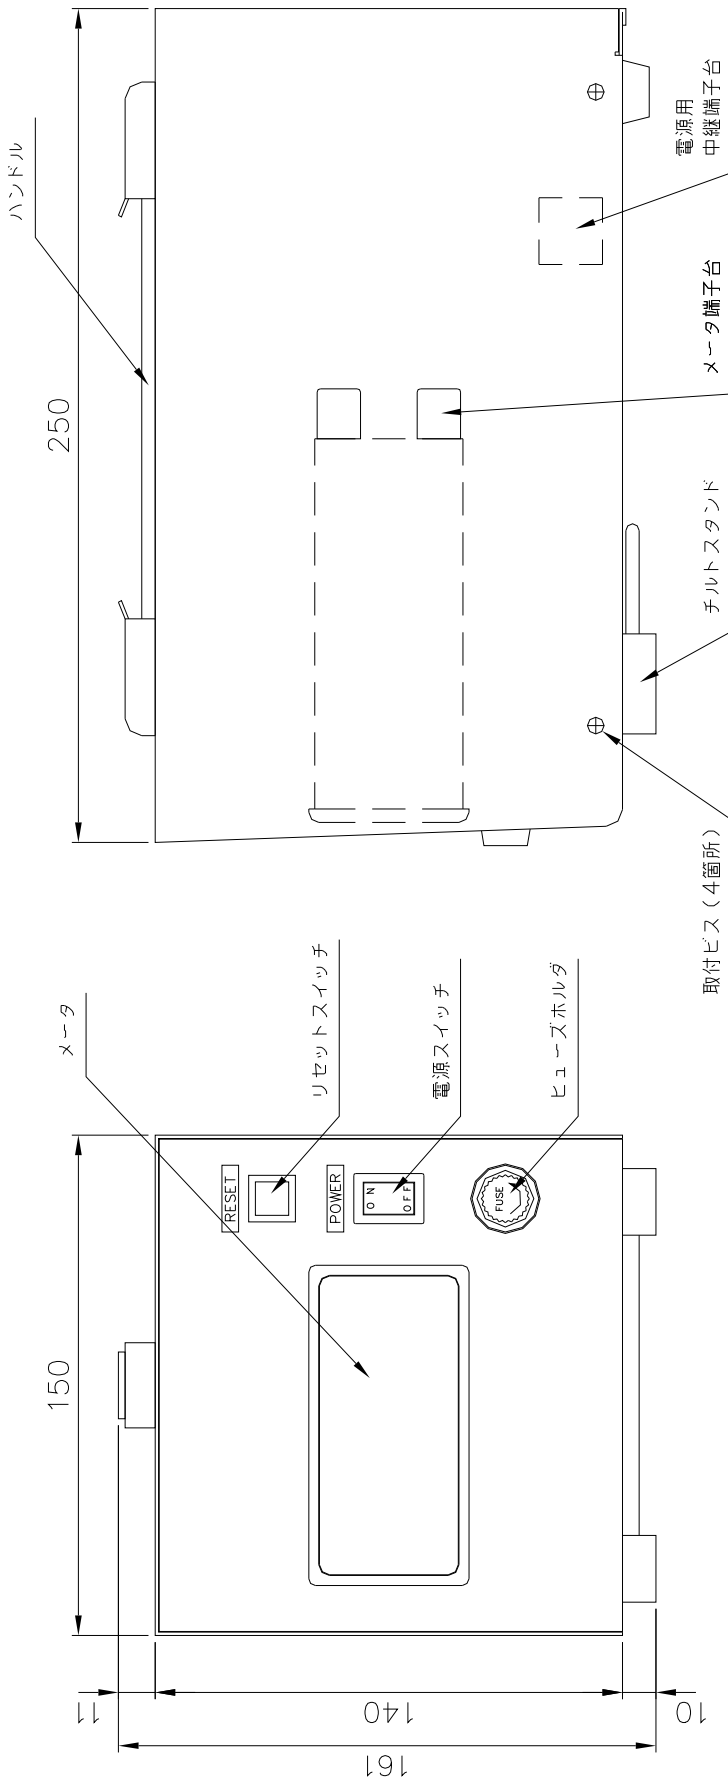 メータ
リセットスイッチ
電源スイッチ
ヒューズホルダ
150
RESET
POWER
ON
OFF
FUSE
11
140
161
10
250
ハンドル
電源用
中継端子台
メータ端子台
チルトスタンド
取付ビス(4箇所)